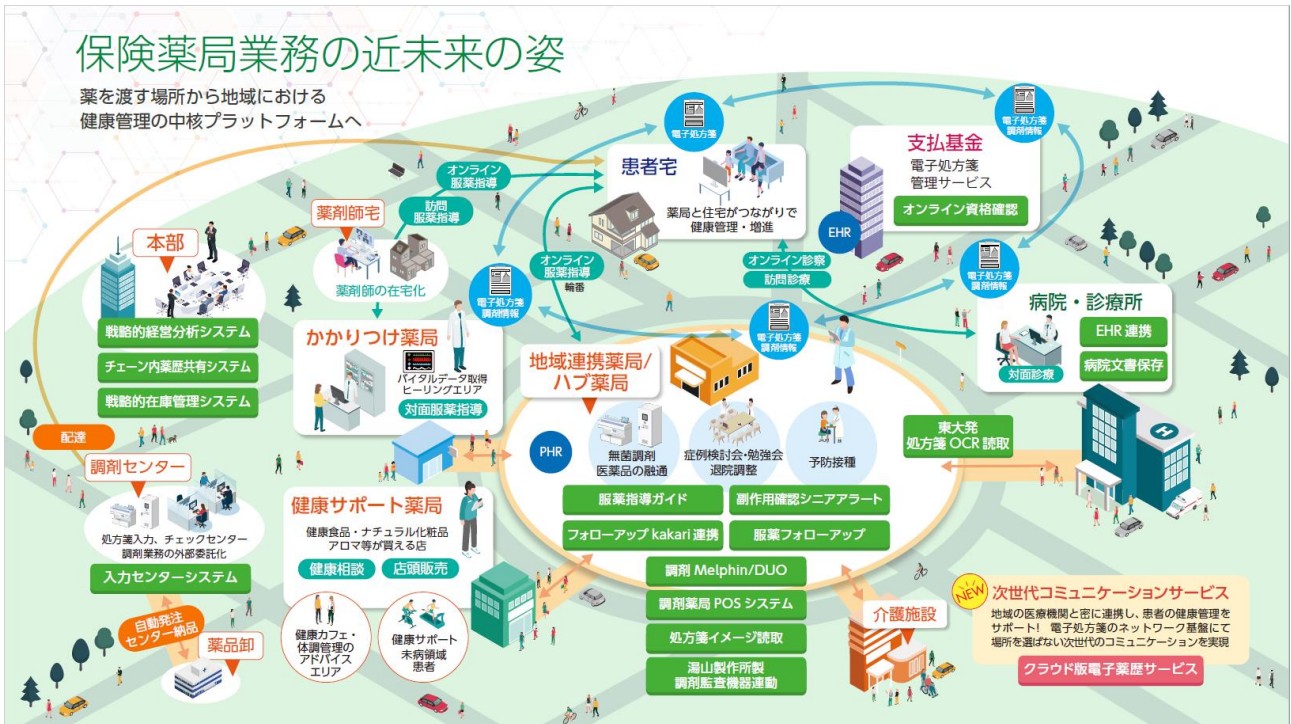 保険薬局業務の近未来の姿
薬を渡す場所から地域における
健康管理の中核プラットフォームへ
電子処方箋
調剤情報
電子処方箋
調剤情報
支払基金
電子処方箋
管理サービス
オンライン資格確認
EHR
患者宅
薬局と住宅がつながりで
健康管理・増進
オンライン
服薬指導
訪問
服薬指導
薬剤師宅
薬剤師の在宅化
本部
戦略的経営分析システム
チェーン内薬歴共有システム
戦略的在庫管理システム
オンライン
服薬指導
輪番
オンライン診察
訪問診療
電子処方箋
調剤情報
電子処方箋
調剤情報
電子処方箋
調剤情報
病院・診療所
EHR 連携
病院文書保存
対面診療
かかりつけ薬局
バイタルデータ取得
ヒーリングエリア
対面服薬指導
地域連携薬局/
ハブ薬局
PHR
無菌調剤
医薬品の融通
症例検討会・勉強会
退院調整
予防接種
服薬指導ガイド
副作用確認シニアアラート
フォローアップ kakari 連携
服薬フォローアップ
調剤 Melphin/DUO
調剤薬局 POS システム
処方箋イメージ読取
湯山製作所製
調剤監査機器連動
東大発
処方箋 OCR 読取
H
配達
調剤センター
処方箋入力、チェックセンター
調剤業務の外部委託化
入力センターシステム
自動発注
センター納品
薬品卸
健康サポート薬局
健康食品・ナチュラル化粧品
アロマ等が買える店
健康相談
店頭販売
健康カフェ・
体調管理の
アドバイス
エリア
健康サポート
未病領域
患者
介護施設
NEW
次世代コミュニケーションサービス
地域の医療機関と密に連携し、患者の健康管理を
サポート! 電子処方箋のネットワーク基盤にて
場所を選ばない次世代のコミュニケーションを実現
クラウド版電子薬歴サービス